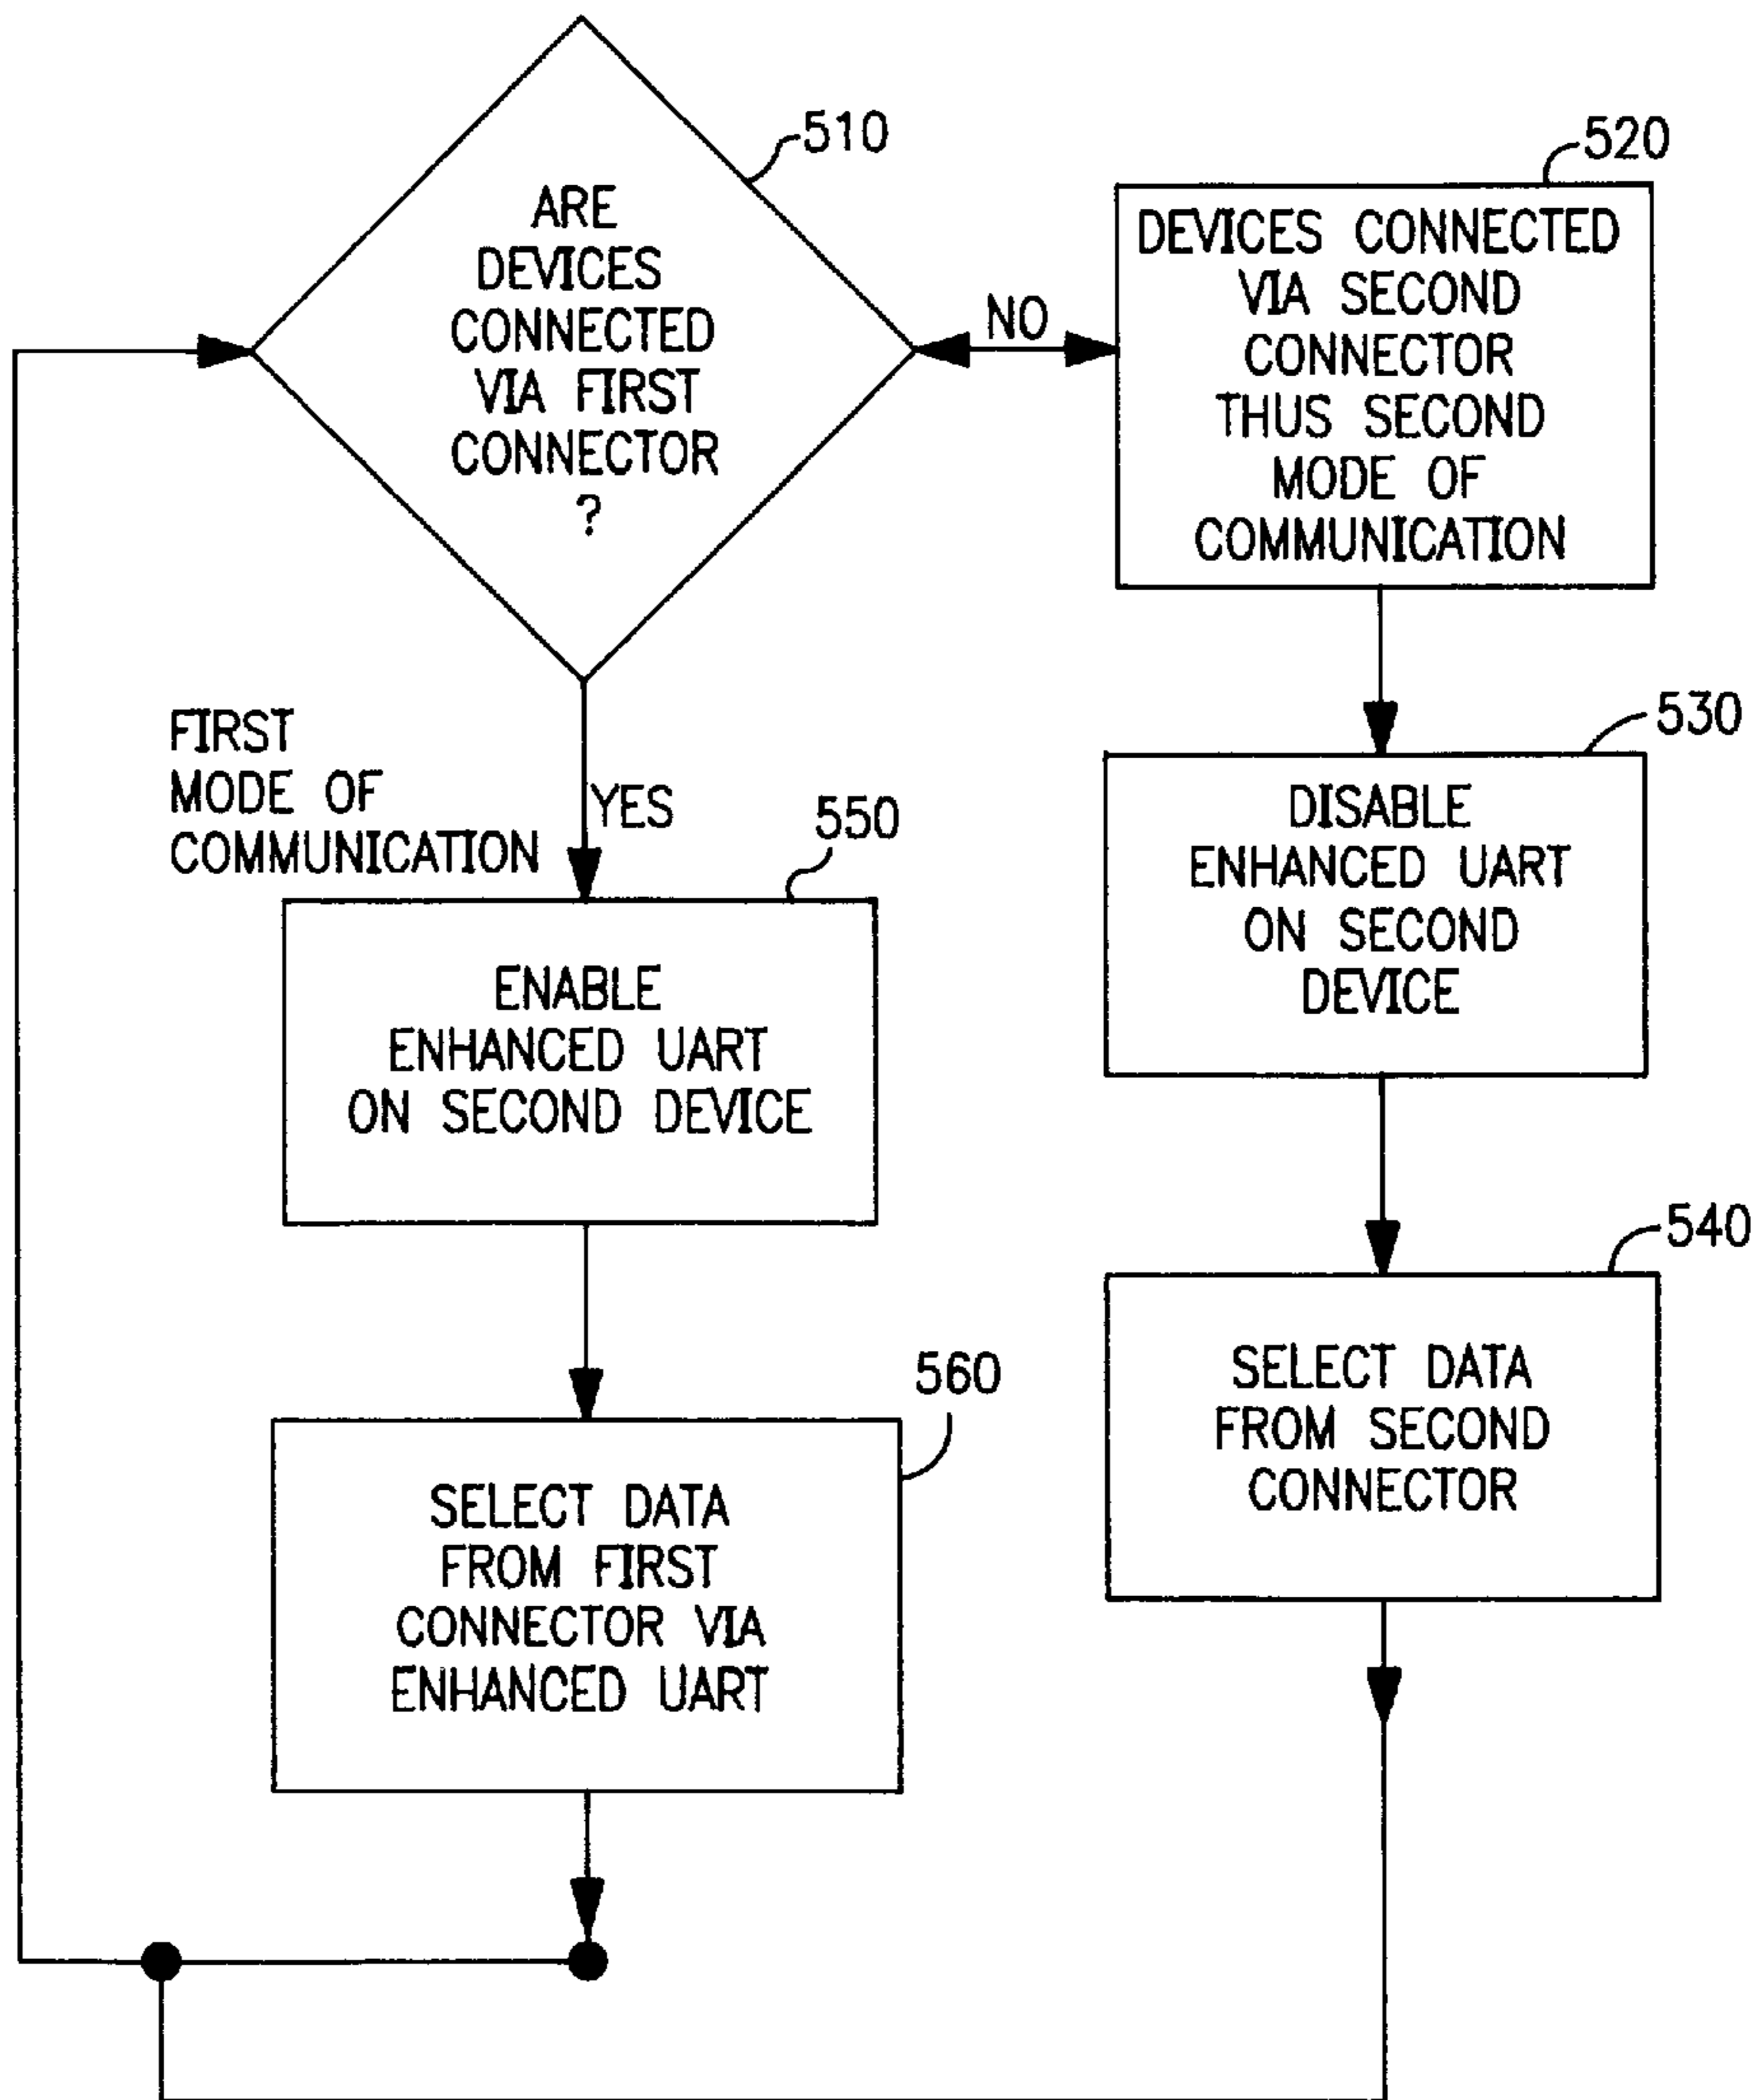 510
ARE
DEVICES
CONNECTED
VIA FIRST
CONNECTOR
?
NO
520
DEVICES CONNECTED
VIA SECOND
CONNECTOR
THUS SECOND
MODE OF
COMMUNICATION
FIRST
MODE OF
COMMUNICATION
YES
530
DISABLE
ENHANCED UART
ON SECOND
DEVICE
550
ENABLE
ENHANCED UART
ON SECOND DEVICE
540
SELECT DATA
FROM SECOND
CONNECTOR
560
SELECT DATA
FROM FIRST
CONNECTOR VIA
ENHANCED UART